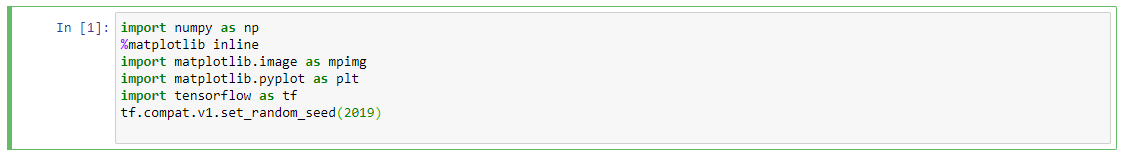 In [1]: import numpy as np
%matplotlib inline
import matplotlib.image as mpimg
import matplotlib.pyplot as plt
import tensorflow as tf
tf.compat.v1.set_random_seed(2019)